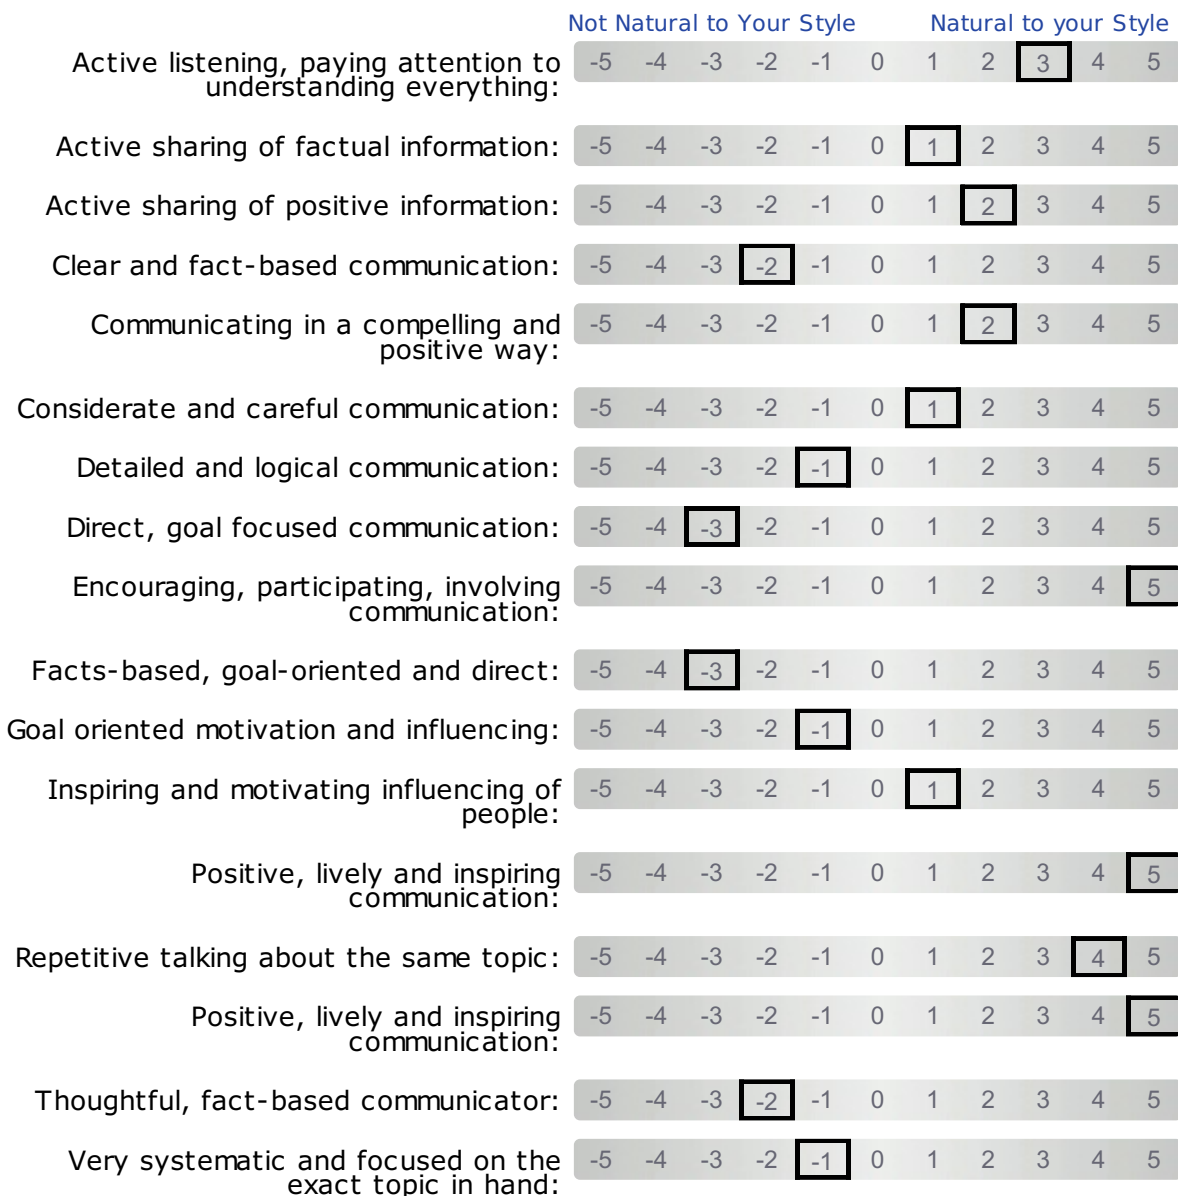 Not Natural to Your Style Natural to your Style
Active listening, paying attention to -5 -4 -3 -2 -1 0 1 2 3 4 5
understanding everything:
Active sharing of factual information: -5 -4 -3 -2 -1 0 1 2 3 4 5
Active sharing of positive information: -5 -4 -3 -2 -1 0 1 2 3 4 5
Clear and fact-based communication: -5 -4 -3 -2 -1 0 1 2 3 4 5
Communicating in a compelling and -5 -4 -3 -2 -1 0 1 2 3 4 5
positive way:
Considerate and careful communication: -5 -4 -3 -2 -1 0 1 2 3 4 5
Detailed and logical communication: -5 -4 -3 -2 -1 0 1 2 3 4 5
Direct, goal focused communication: -5 -4 -3 -2 -1 0 1 2 3 4 5
Encouraging, participating, involving -5 -4 -3 -2 -1 0 1 2 3 4 5
communication:
Facts-based, goal-oriented and direct: -5 -4 -3 -2 -1 0 1 2 3 4 5
Goal oriented motivation and influencing: -5 -4 -3 -2 -1 0 1 2 3 4 5
Inspiring and motivating influencing of -5 -4 -3 -2 -1 0 1 2 3 4 5
people:
Positive, lively and inspiring -5 -4 -3 -2 -1 0 1 2 3 4 5
communication:
Repetitive talking about the same topic: -5 -4 -3 -2 -1 0 1 2 3 4 5
Positive, lively and inspiring -5 -4 -3 -2 -1 0 1 2 3 4 5
communication:
Thoughtful, fact-based communicator: -5 -4 -3 -2 -1 0 1 2 3 4 5
Very systematic and focused on the -5 -4 -3 -2 -1 0 1 2 3 4 5
exact topic in hand: